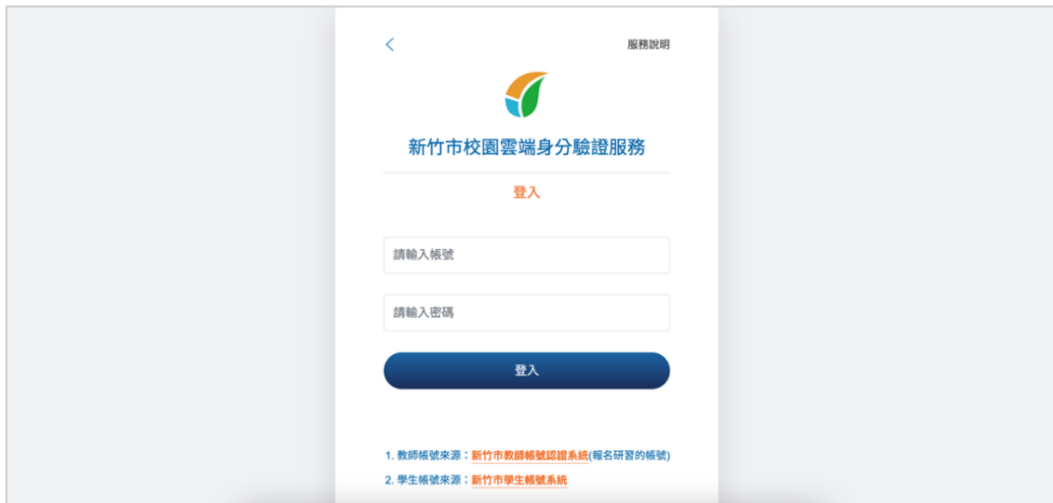 服務說明
新竹市校園雲端身分驗證服務
登入
請輸入帳號
請輸入密碼
登入
1. 教師帳號來源：新竹市教師帳號認證系統(報名研習的帳號)
2. 學生帳號來源：新竹市學生帳號系統